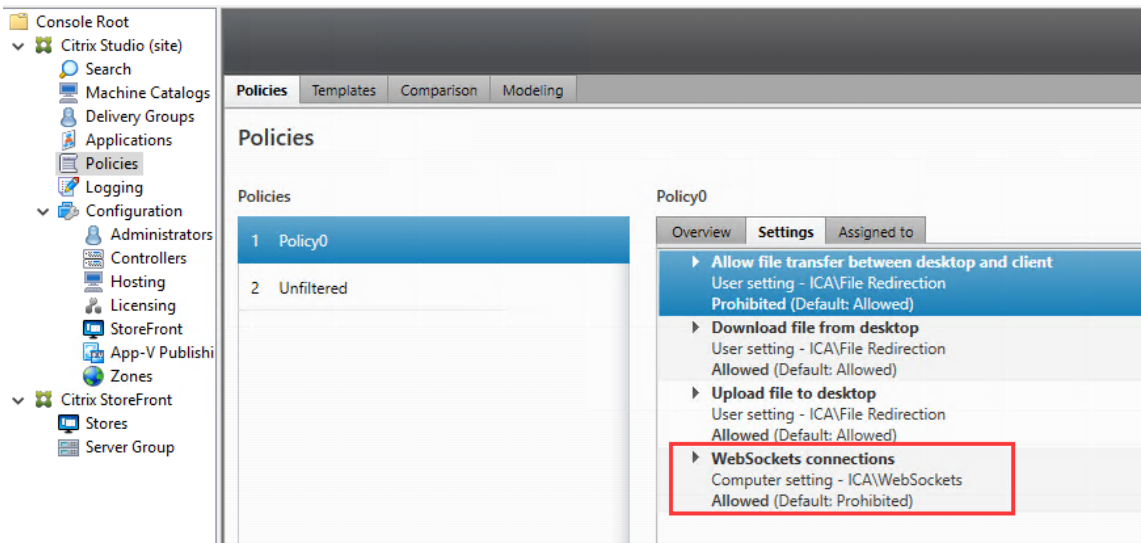 Console Root
Citrix Studio (site)
Search
Machine Catalogs
Delivery Groups
Applications
Policies
Logging
Configuration
Administrators
Controllers
Hosting
Licensing
StoreFront
App-V Publishi
Zones
Citrix StoreFront
Stores
Server Group
Policies Templates Comparison Modeling
Policies
Policies
1 Policy0
2 Unfiltered
Policy0
Overview Settings Assigned to
Allow file transfer between desktop and client
User setting - ICA\File Redirection
Prohibited (Default: Allowed)
Download file from desktop
User setting - ICA\File Redirection
Allowed (Default: Allowed)
Upload file to desktop
User setting - ICA\File Redirection
Allowed (Default: Allowed)
WebSockets connections
Computer setting - ICA\WebSockets
Allowed (Default: Prohibited)